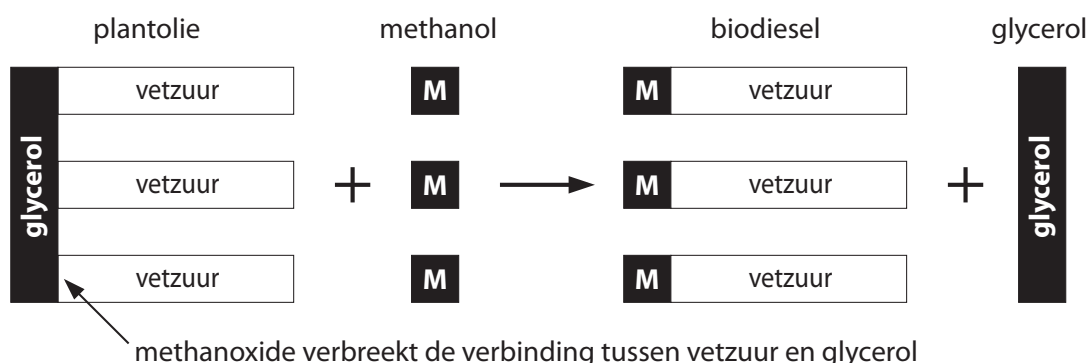 plantolie methanol biodiesel glycerol
glycerol vetzuur M M vetzuur glycerol
vetzuur M M vetzuur
vetzuur M M vetzuur
methanoxide verbreekt de verbinding tussen vetzuur en glycerol